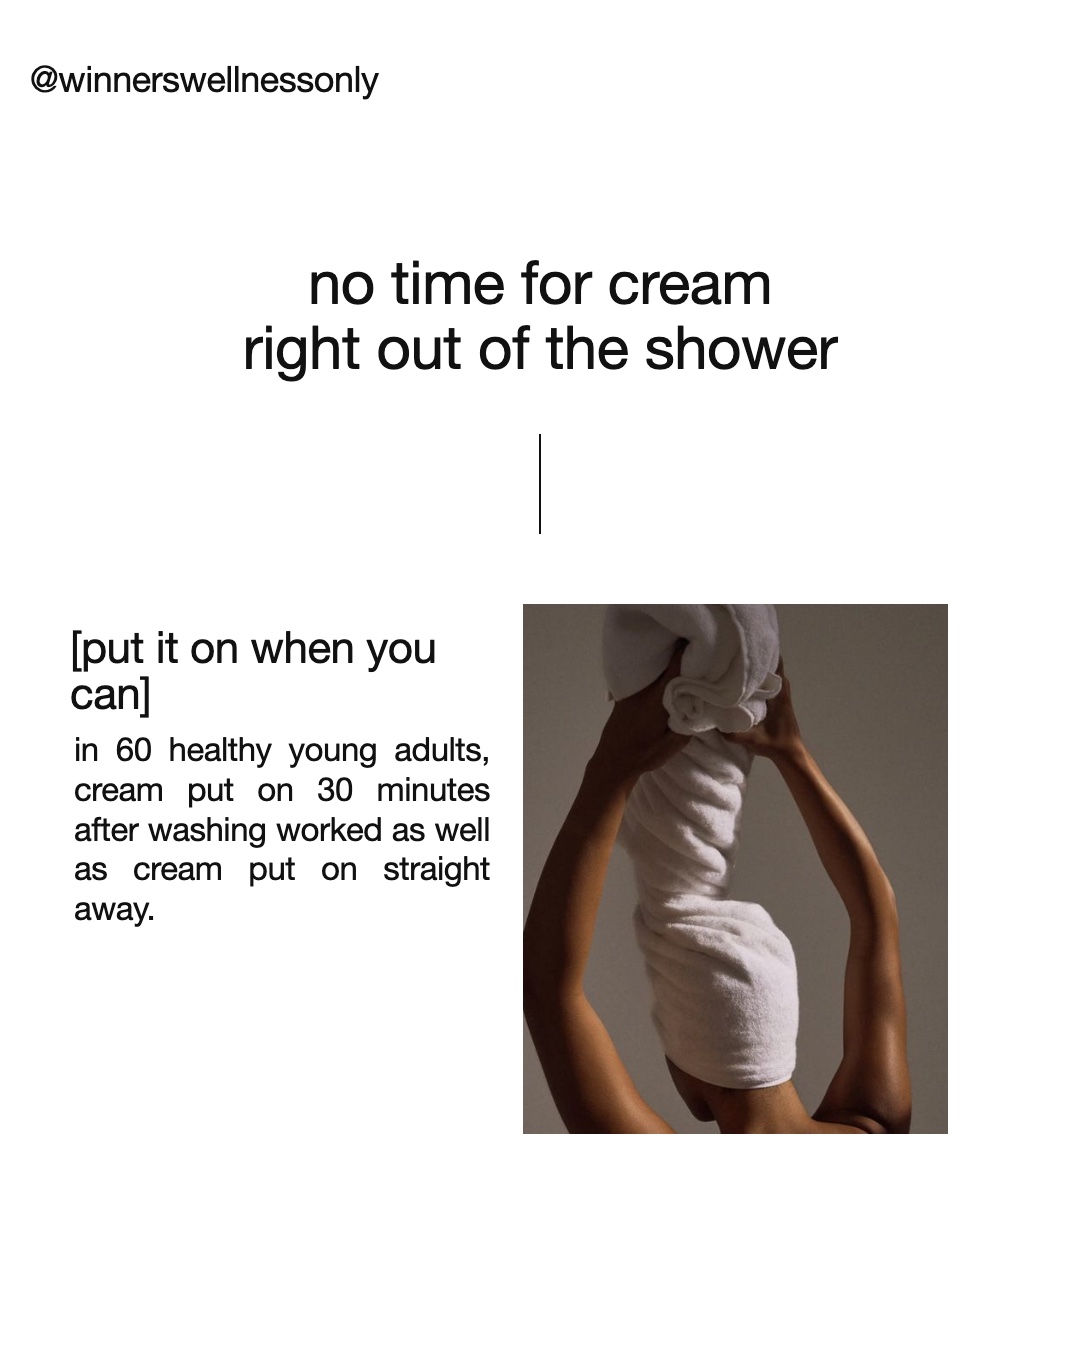 @winnerswellnessonly
no time for cream
right out of the shower
[put it on when you
can]
in 60 healthy young adults,
cream put on 30 minutes
after washing worked as well
as cream put on straight
away.